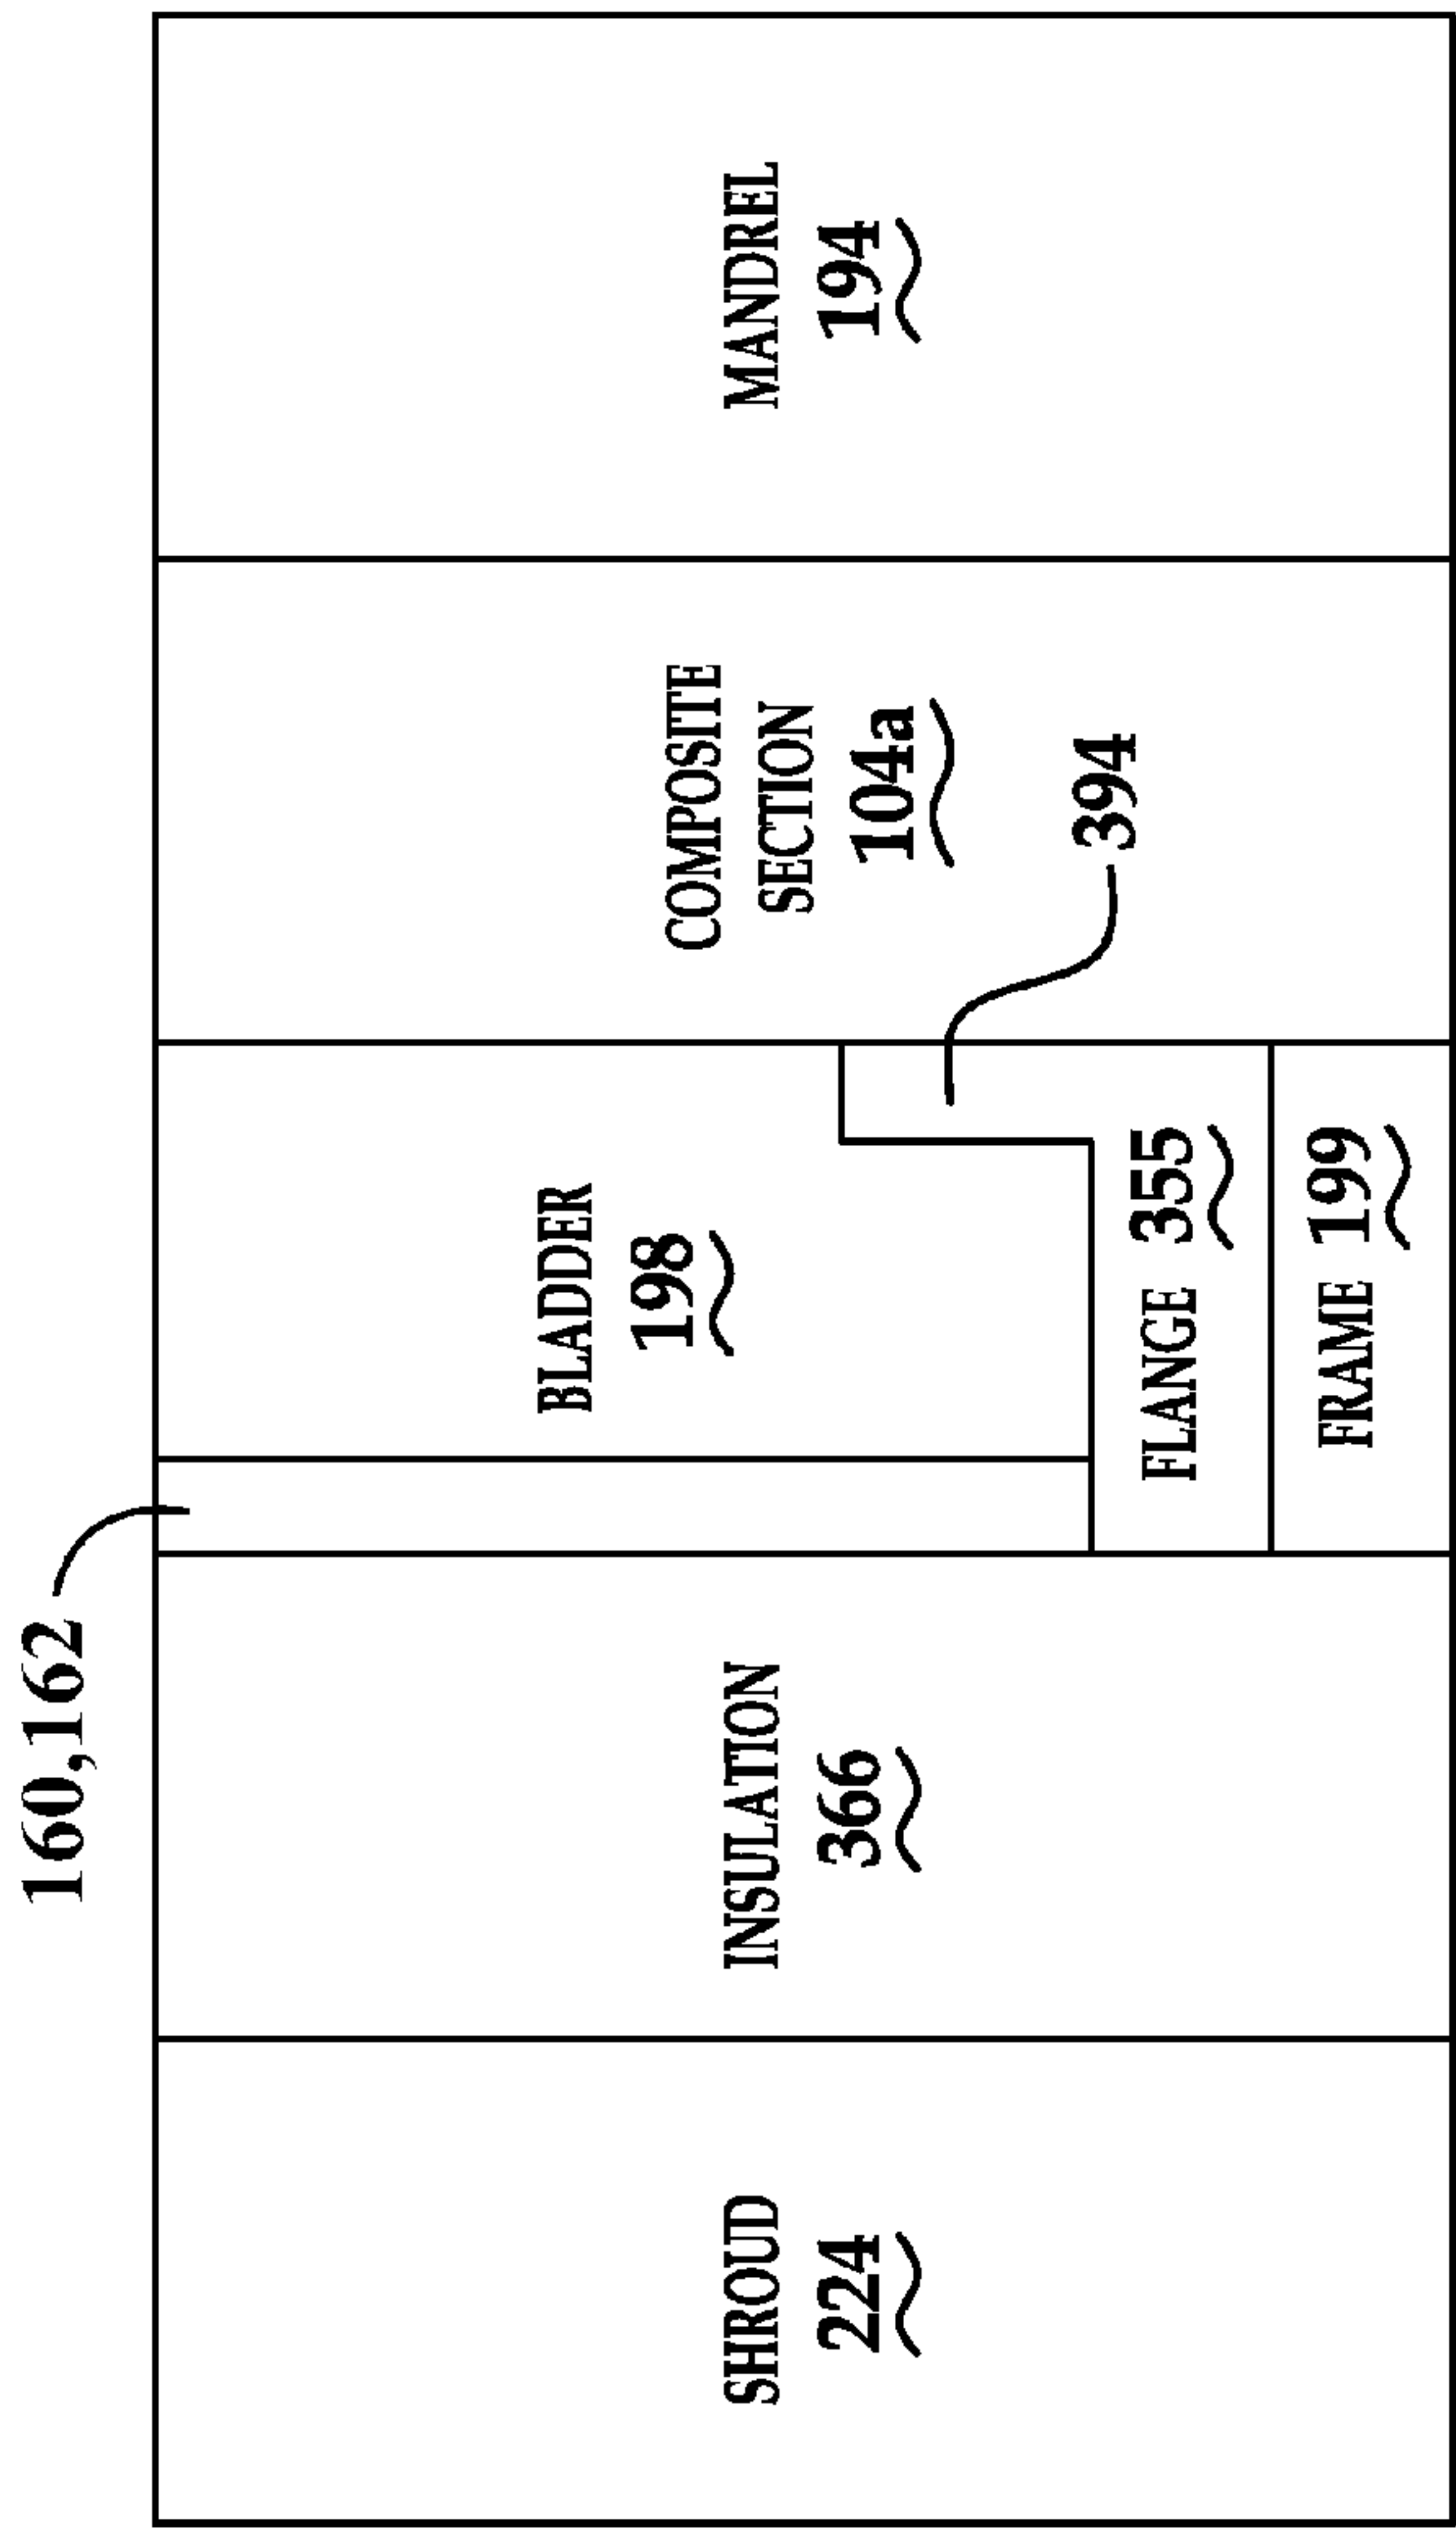 160,162
SHROUD
224
INSULATION
366
BLADDER
198
FLANGE 355
FRAME 199
COMPOSITE
SECTION
104a
394
MANDREL
194